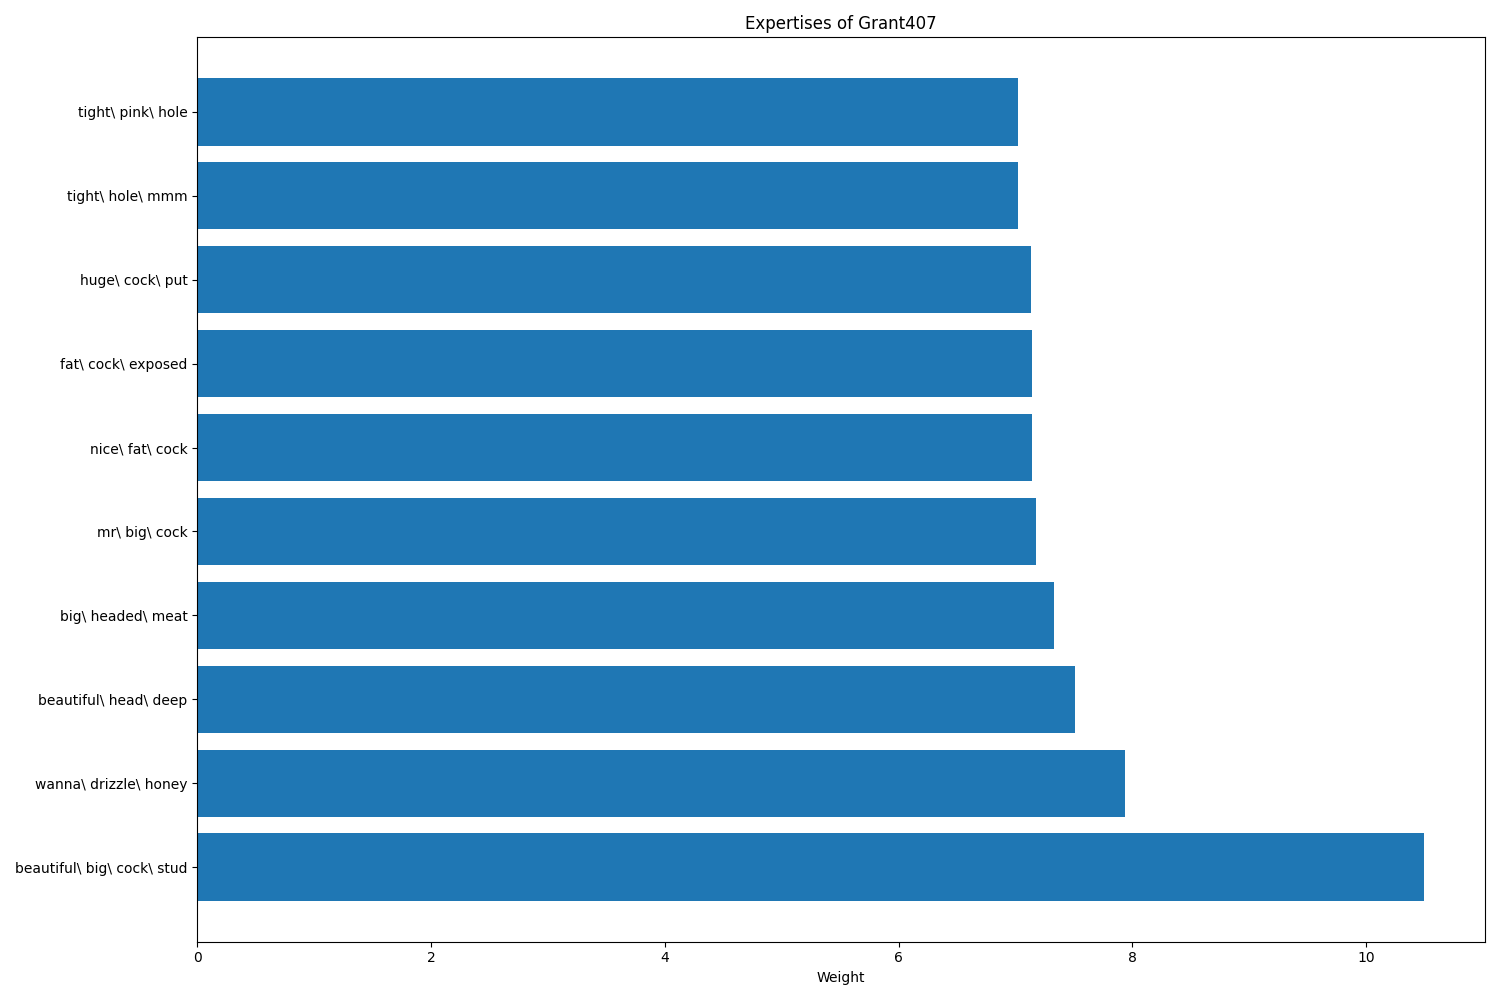 Expertises of Grant407
tight\ pink\ hole
tight\ hole\ mmm
huge\ cock\ put
fat\ cock\ exposed
nice\ fat\ cock
mr\ big\ cock
big\ headed\ meat
beautiful\ head\ deep
wanna\ drizzle\ honey
beautiful\ big\ cock\ stud
0 2 4 6 8 10
Weight